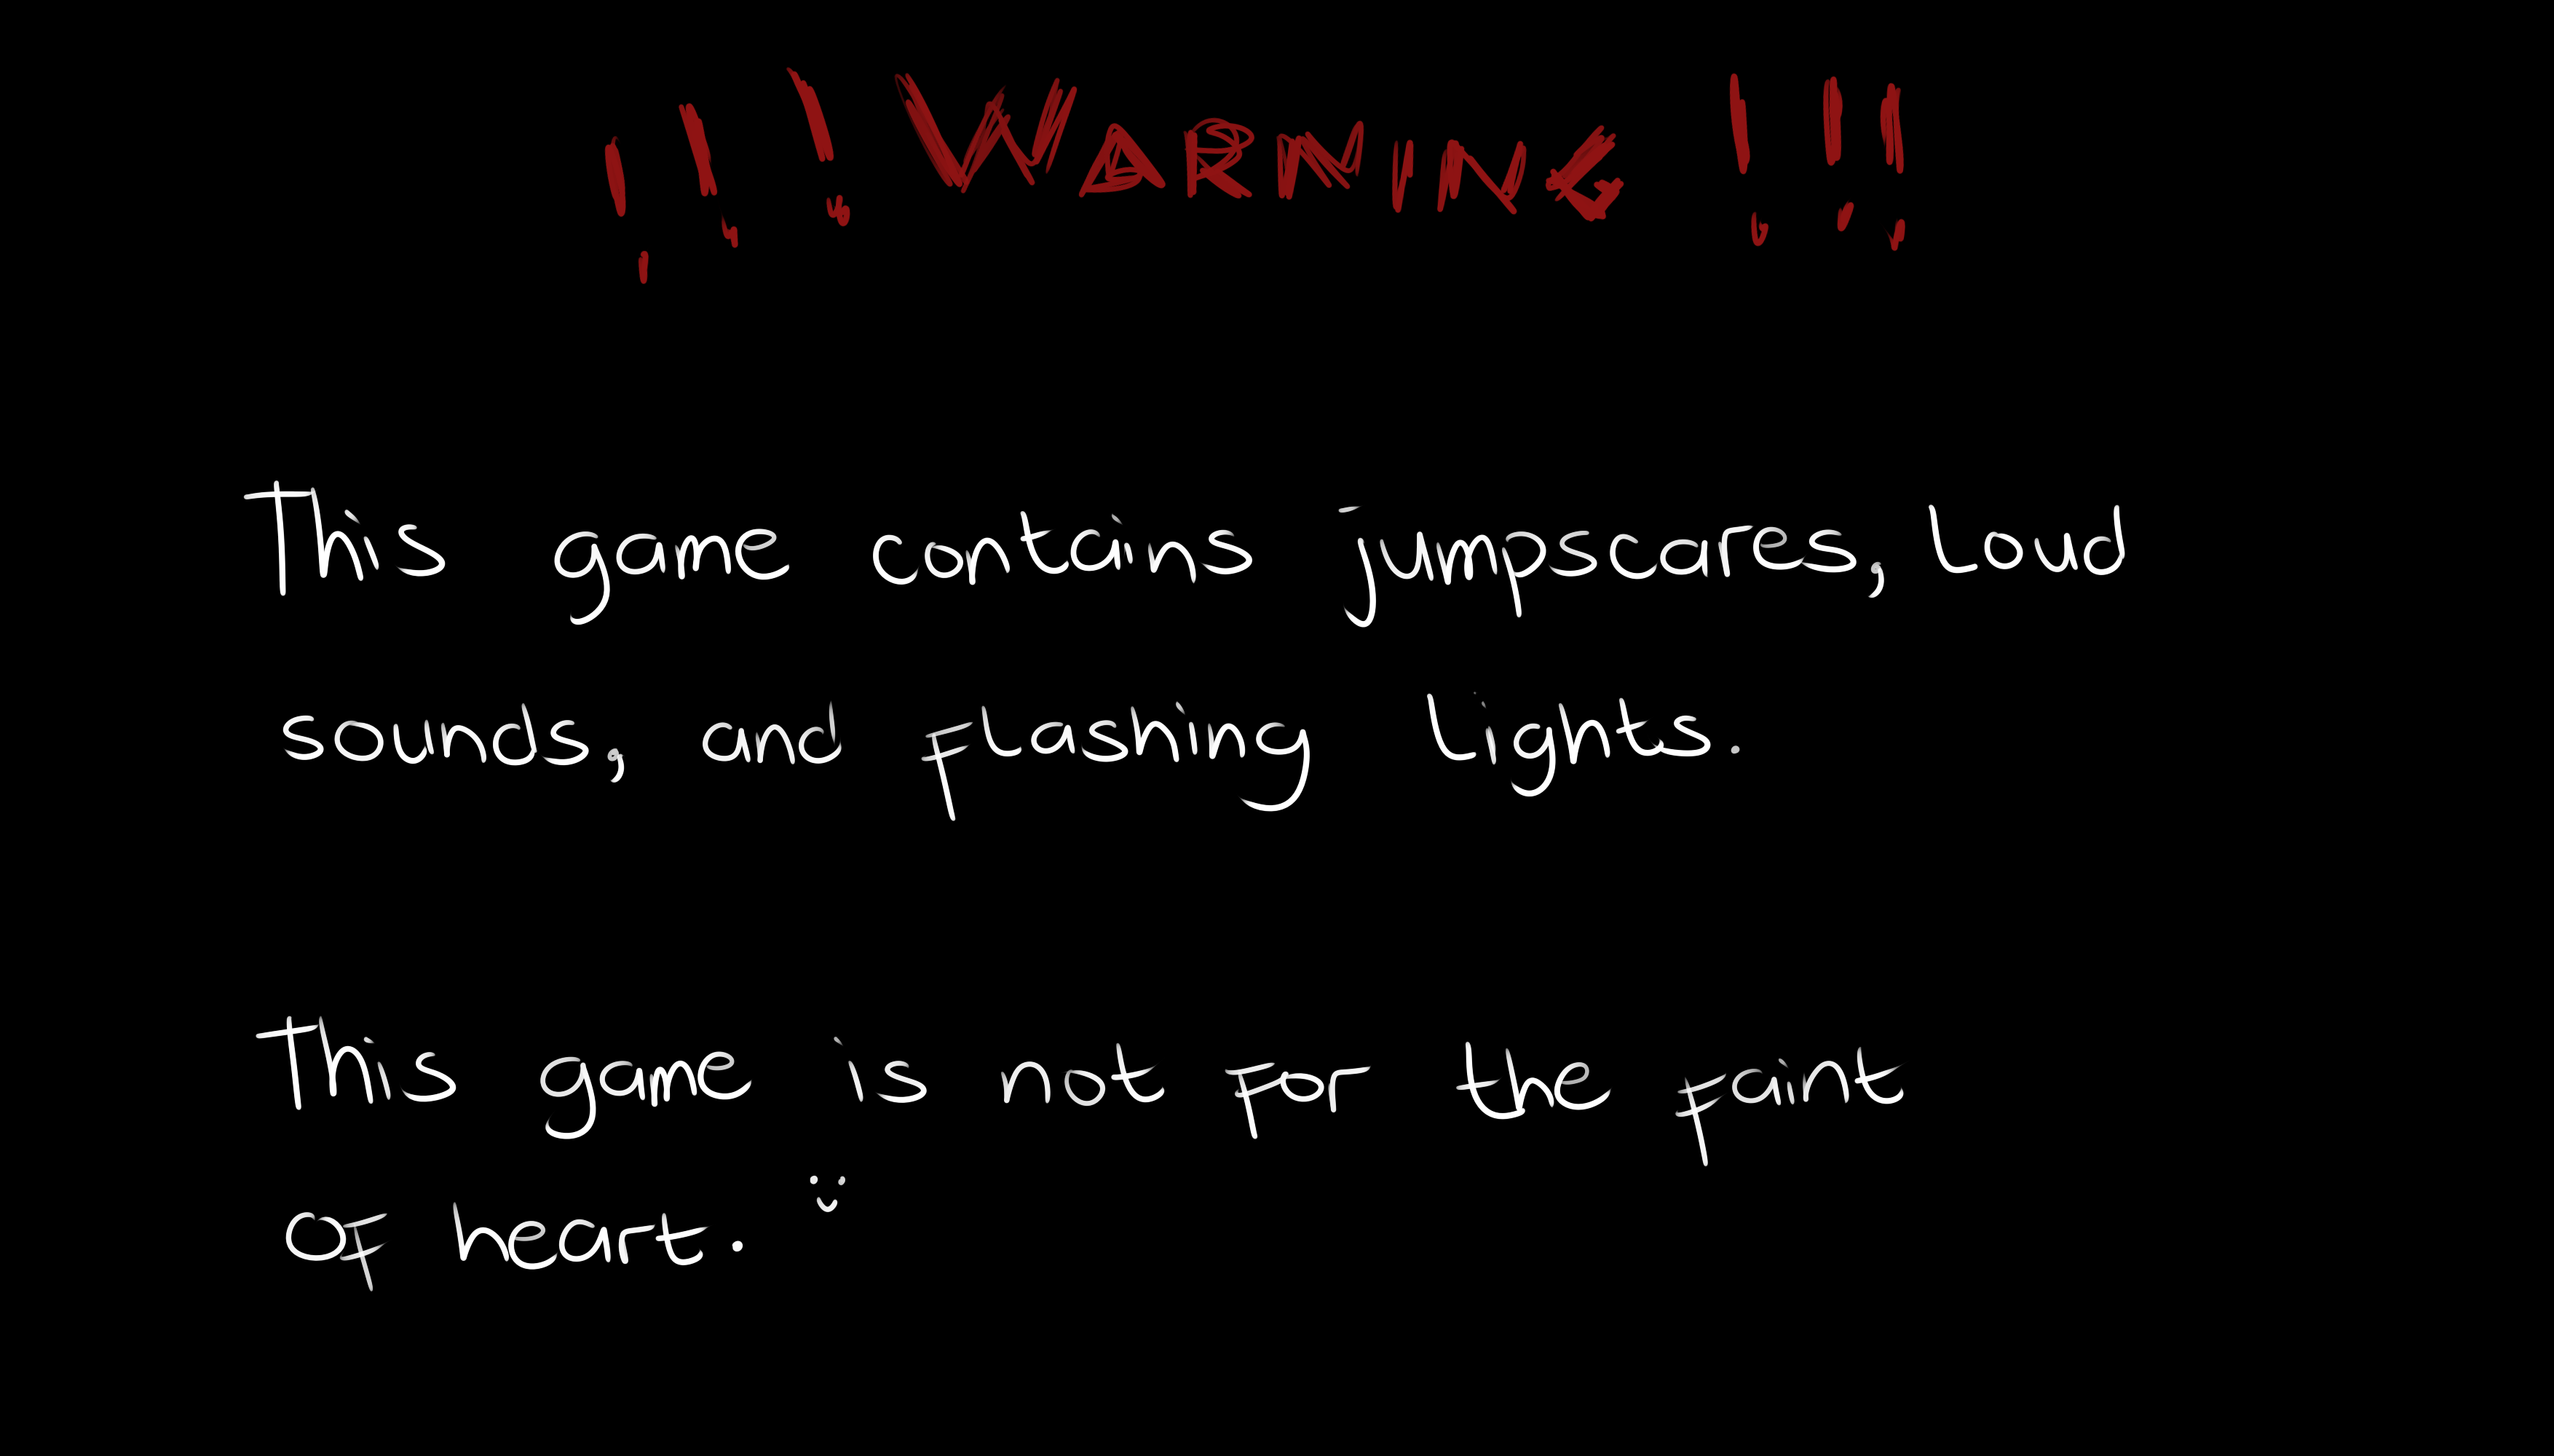 !!! WARNING !!!
This game contains jumpscares, Loud
sounds, and flashing lights.
This game is not for the faint
of heart. :)